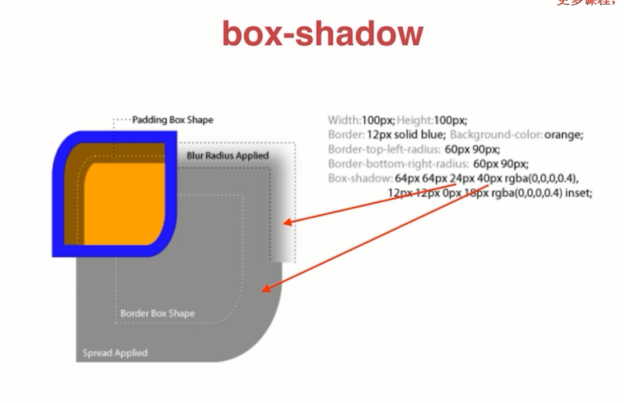 更多课程,
box-shadow
Padding Box Shape
Blur Radius Applied
Border Box Shape
Spread Applied
Width:100px; Height:100px;
Border: 12px solid blue; Background-color: orange;
Border-top-left-radius: 60px 90px;
Border-bottom-right-radius: 60px 90px;
Box-shadow: 64px 64px 24px 40px rgba(0,0,0,0.4),
12px 12px 0px 18px rgba(0,0,0,0.4) inset;